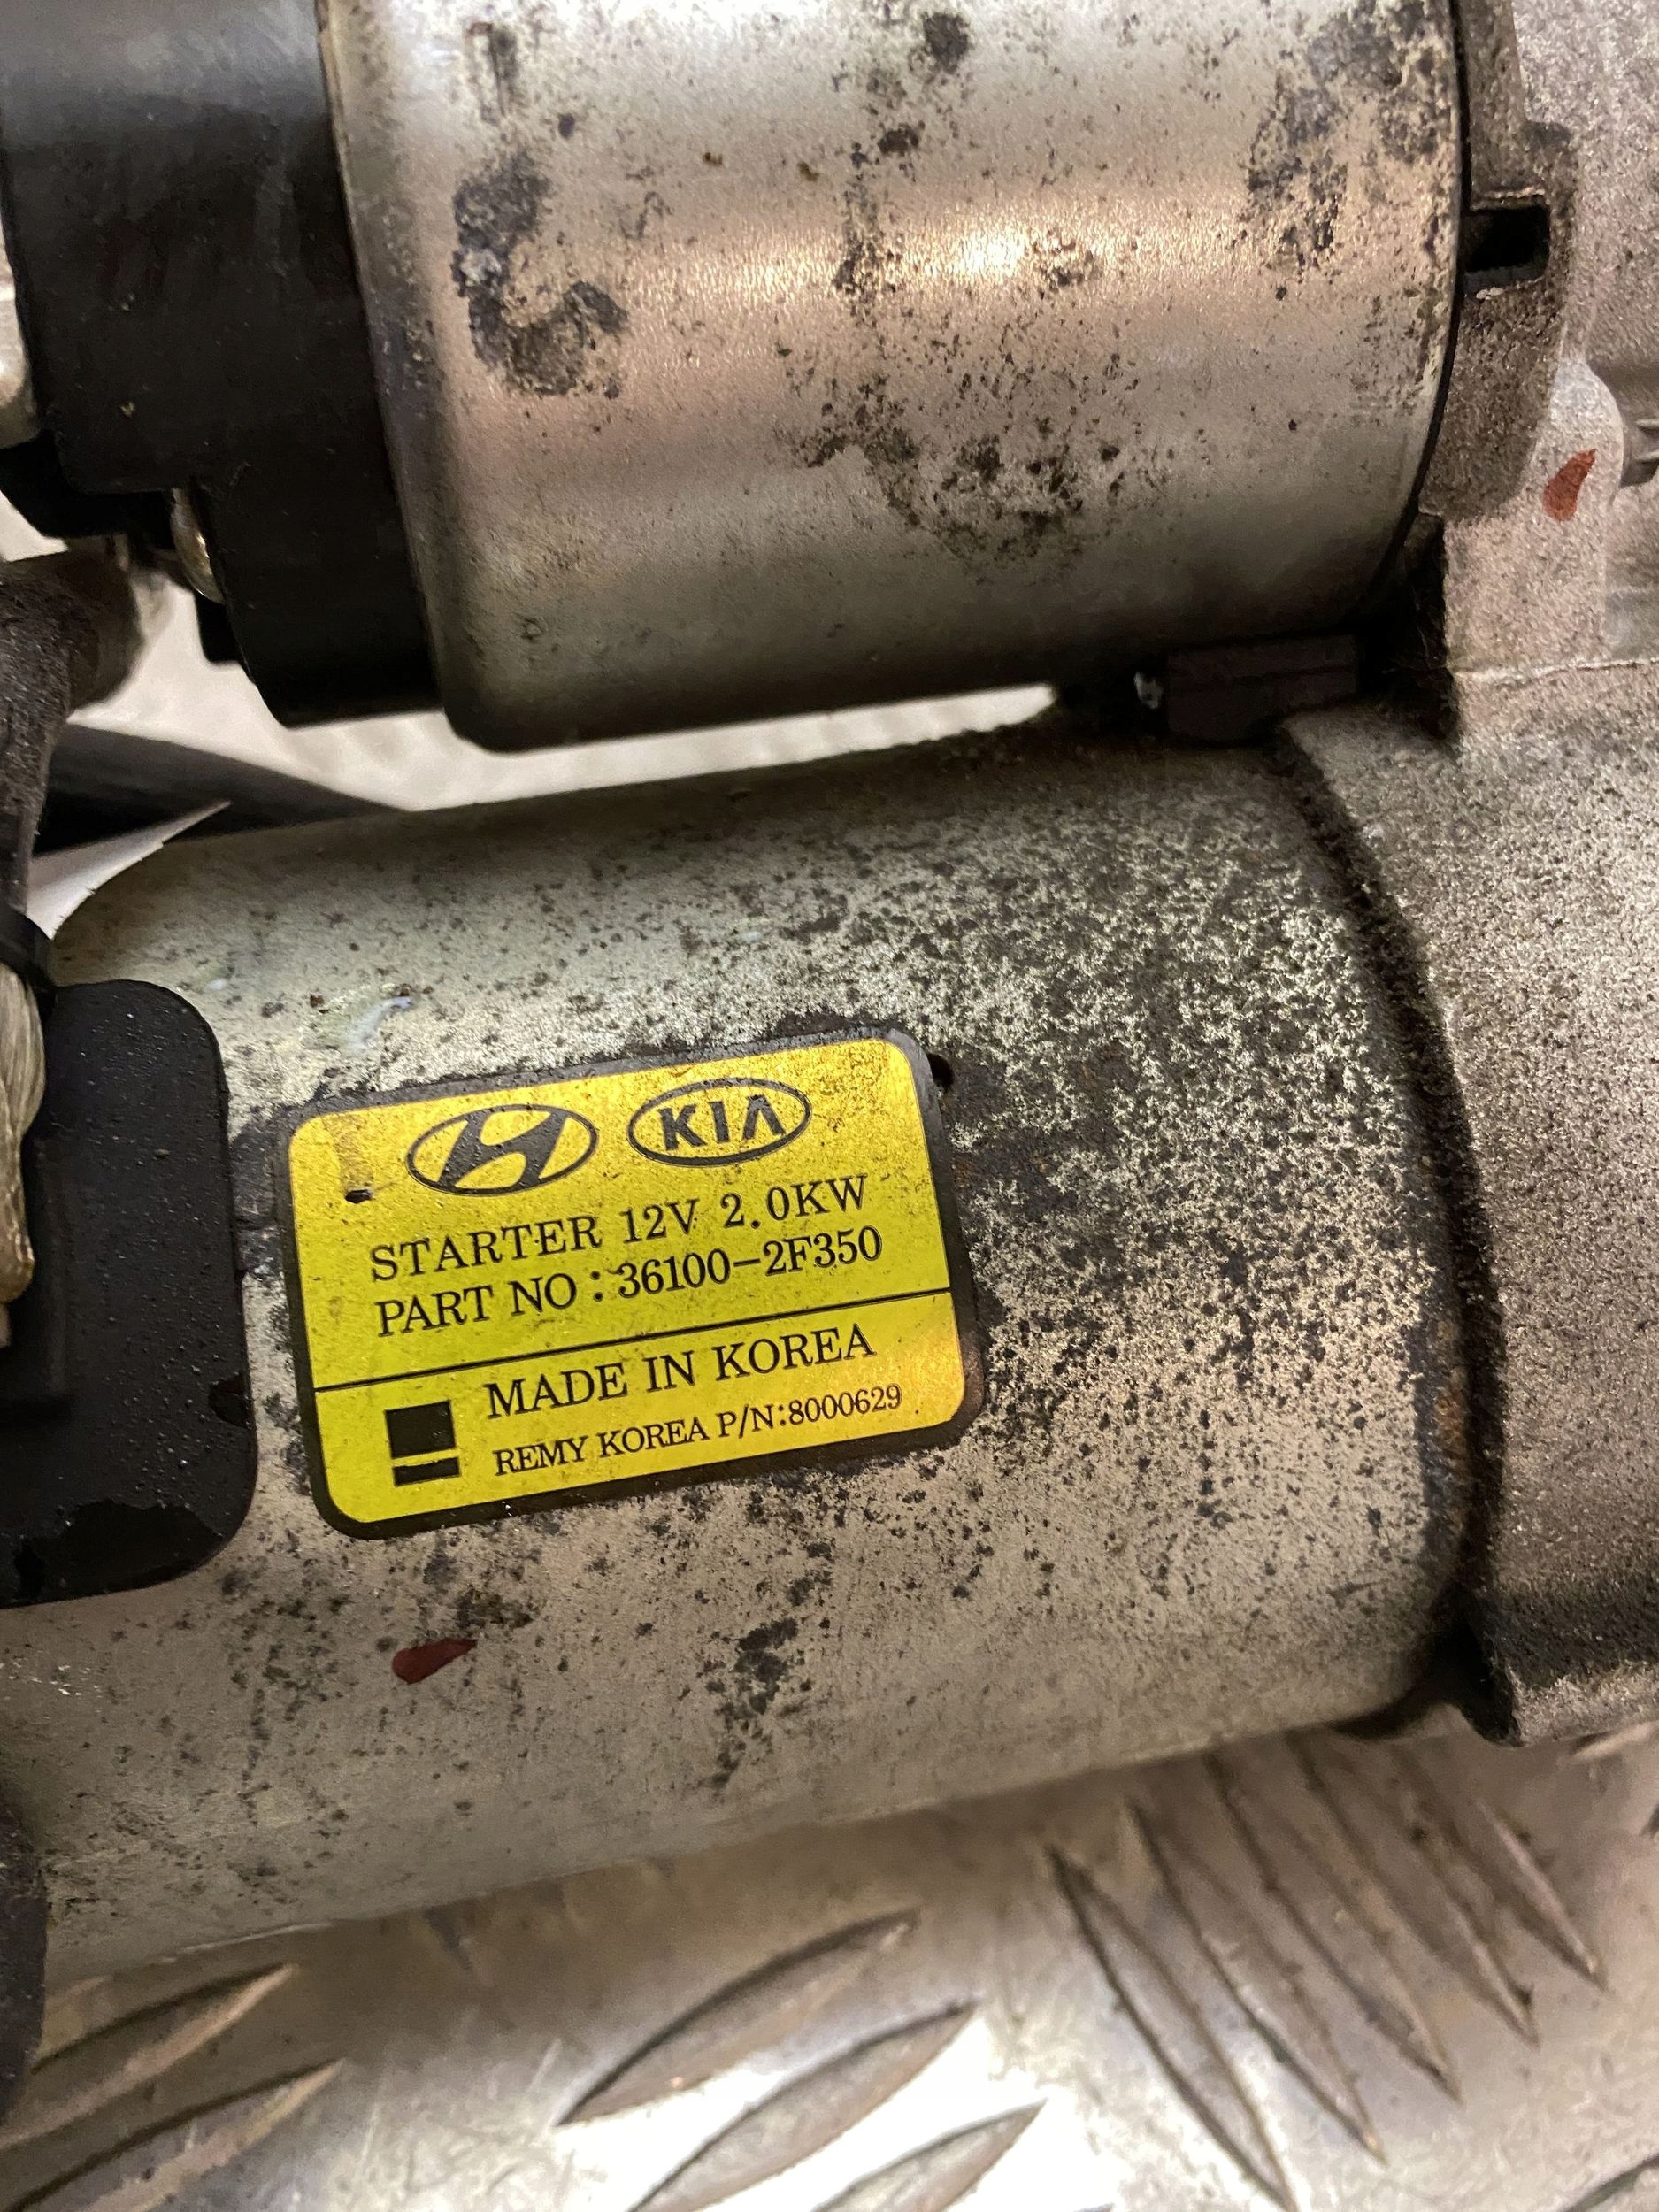 KIA
STARTER 12V 2.0KW
PART NO : 36100-2F350
MADE IN KOREA
REMY KOREA P/N:8000629